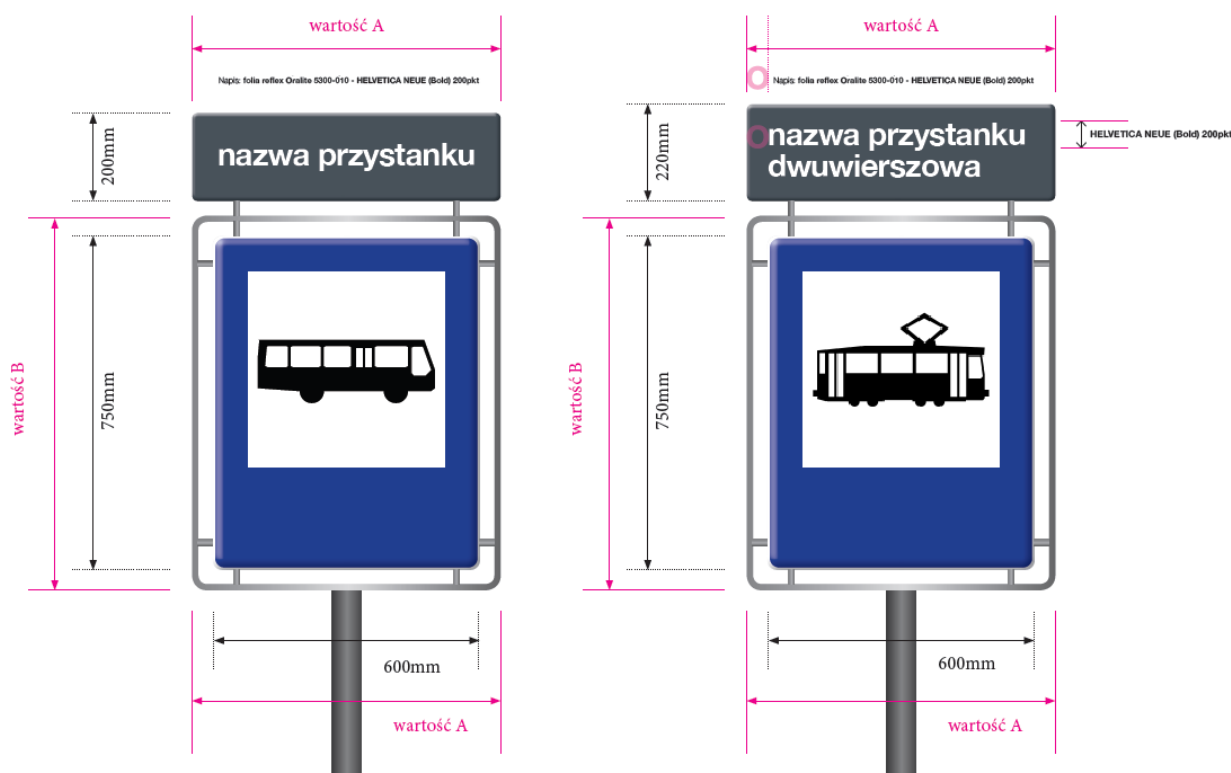 wartość A
Napis: folia reflex Oralite 5300-010 - HELVETICA NEUE (Bold) 200pkt
200mm
nazwa przystanku
wartość B
750mm
600mm
wartość A
wartość A
o
Napis: folia reflex Oralite 5300-010 - HELVETICA NEUE (Bold) 200pkt
220mm
o
nazwa przystanku
dwuwierszowa
HELVETICA NEUE (Bold) 200pkt
wartość B
750mm
600mm
wartość A